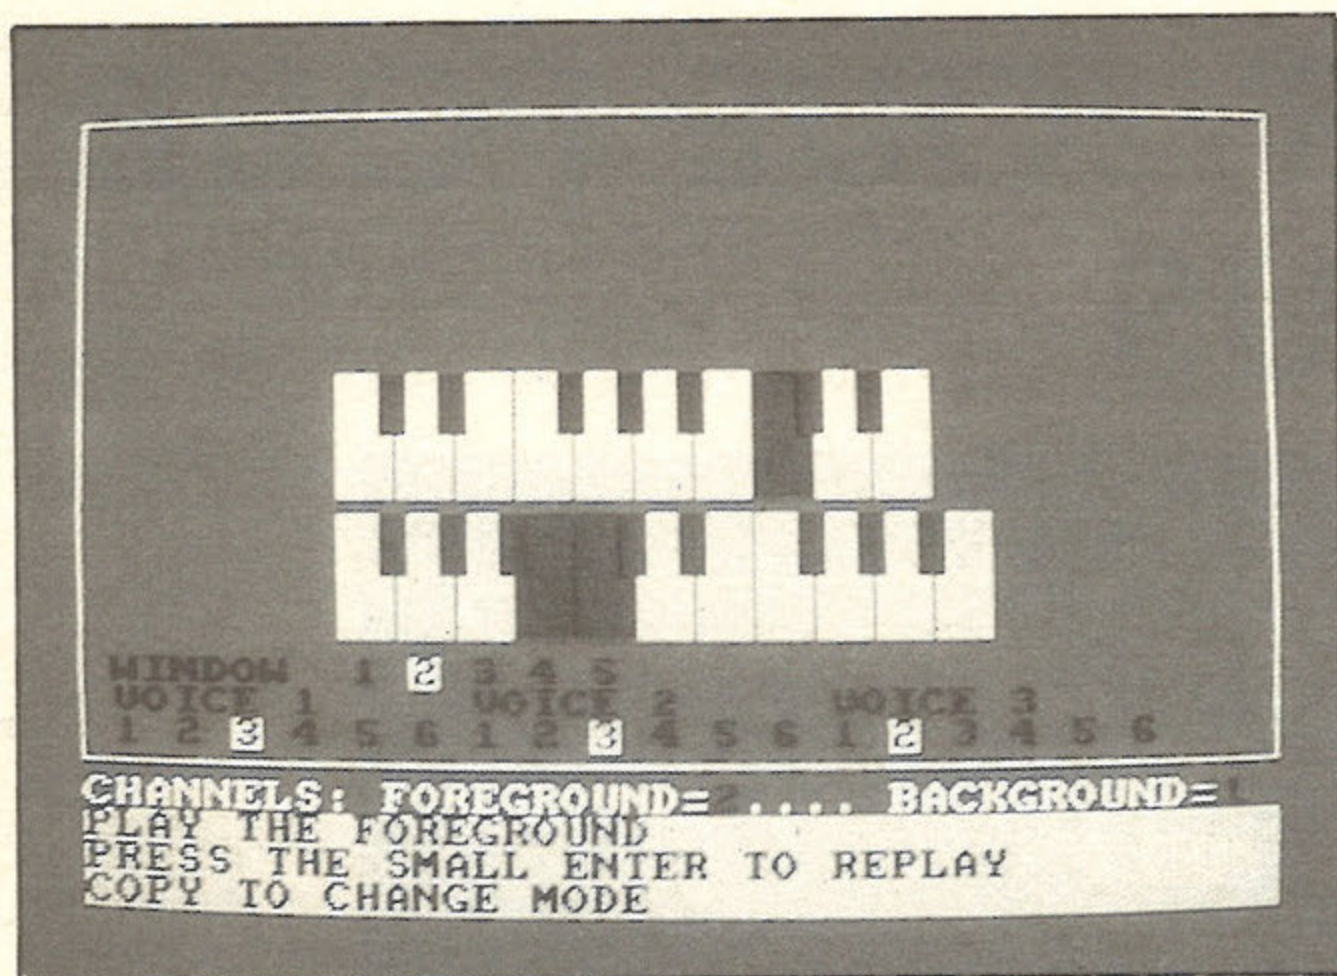 WINDOW 1 2 3 4 5
VOICE 1 VOICE 2 VOICE 3
1 2 3 4 5 6 1 2 3 4 5 6 1 2 3 4 5 6
CHANNELS: FOREGROUND=2.... BACKGROUND=1
PLAY THE FOREGROUND
PRESS THE SMALL ENTER TO REPLAY
COPY TO CHANGE MODE